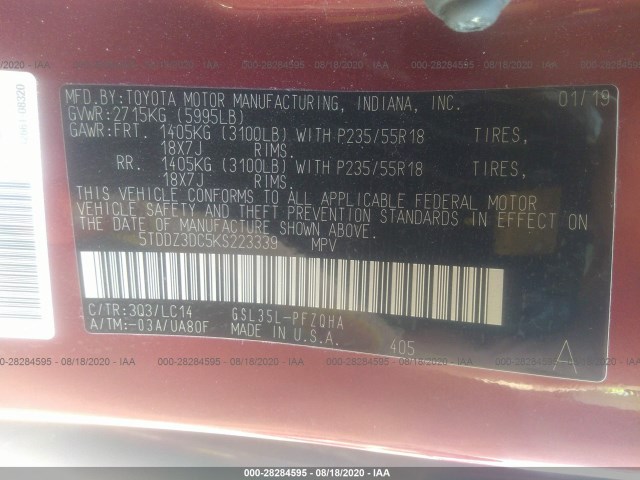 MFD.BY:TOYOTA MOTOR MANUFACTURING, INDIANA, INC. 01/19
GVWR:2715KG (5995LB)
GAWR:FRT. 1405KG (3100LB) WITH P235/55R18 TIRES,
18X7J RIMS.
RR. 1405KG (3100LB) WITH P235/55R18 TIRES,
18X7J RIMS.
THIS VEHICLE CONFORMS TO ALL APPLICABLE FEDERAL MOTOR
VEHICLE SAFETY AND THEFT PREVENTION STANDARDS IN EFFECT ON
THE DATE OF MANUFACTURE SHOWN ABOVE.
5TDDZ3DC5KS223339 MPV
C/TR:3Q3/LC14 GSL35L-PFZQHA
A/TM:-03A/UA80F MADE IN U.S.A. 405 A
000-28284595 - 08/18/2020 - IAA